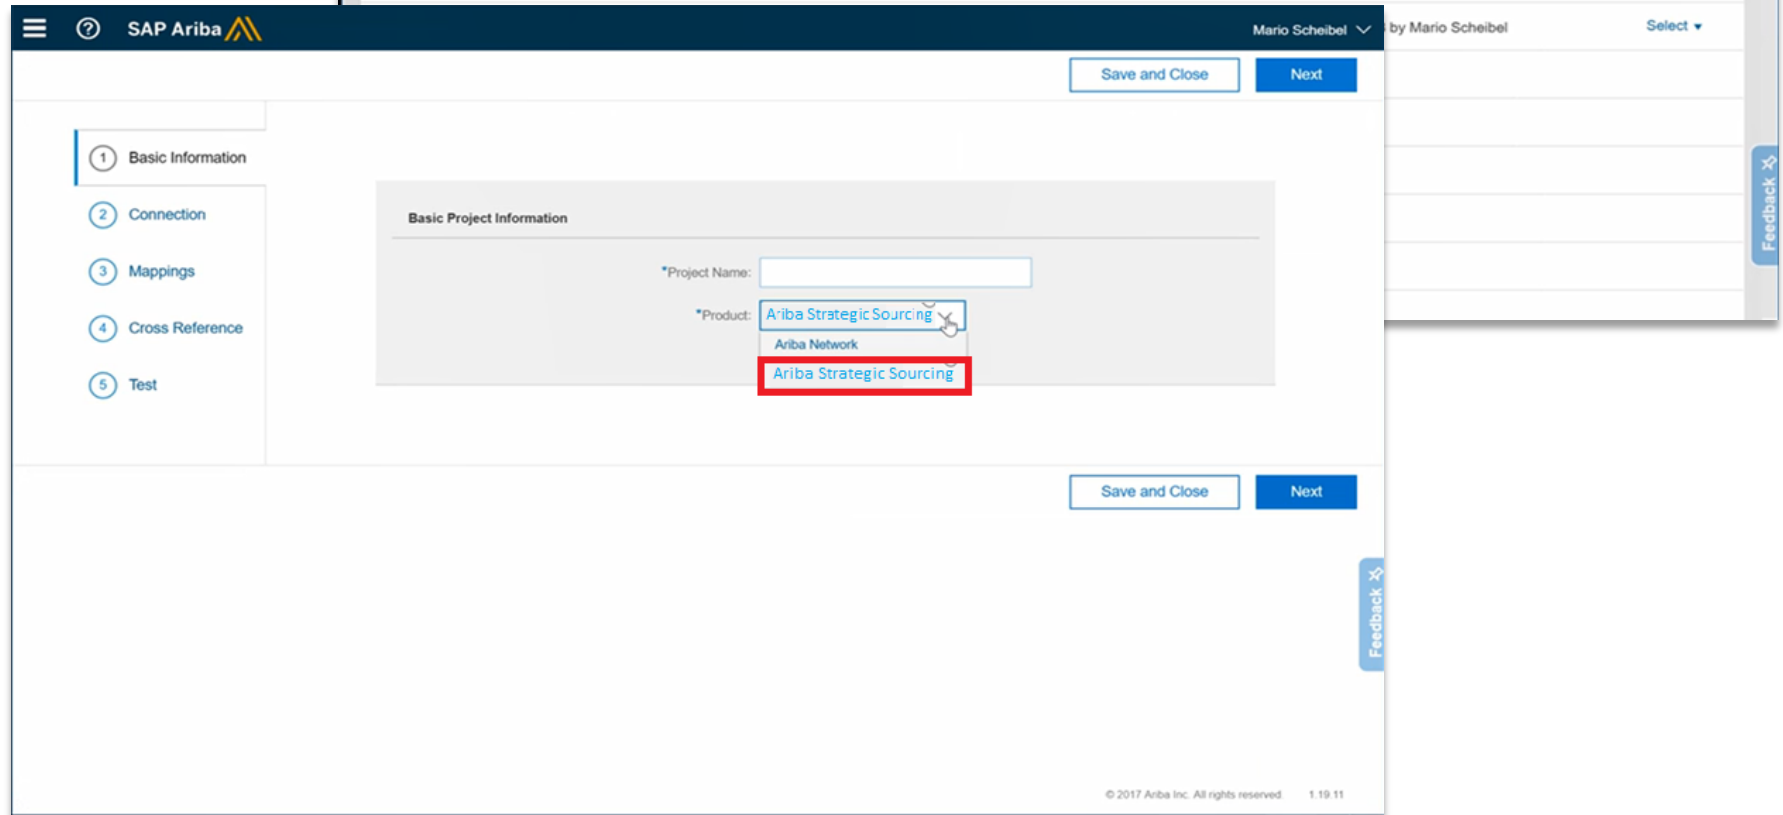 SAP Ariba
Mario Scheibel
by Mario Scheibel
Select
Save and Close
Next
1 Basic Information
2 Connection
3 Mappings
4 Cross Reference
5 Test
Basic Project Information
*Project Name:
*Product: Ariba Strategic Sourcing
Ariba Network
Ariba Strategic Sourcing
Feedback
Save and Close
Next
Feedback
© 2017 Ariba Inc. All rights reserved. 1.19.11